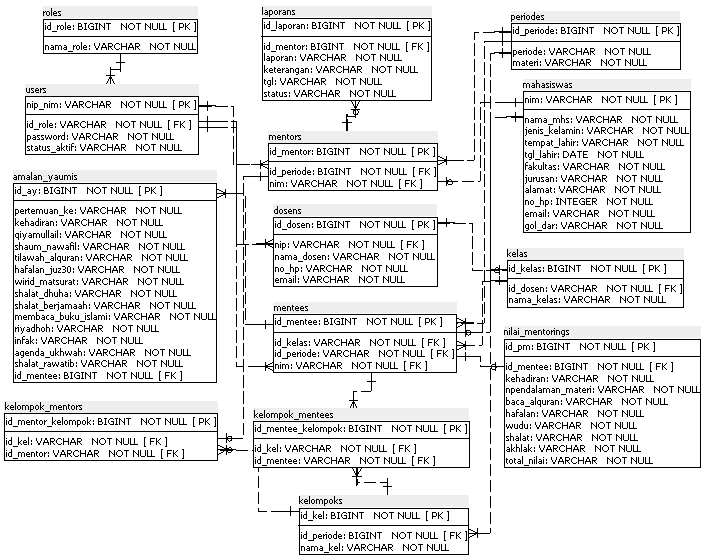 roles
id_role: BIGINT NOT NULL [ PK ]
nama_role: VARCHAR NOT NULL
users
nip_nim: VARCHAR NOT NULL [ PK ]
id_role: VARCHAR NOT NULL [ FK ]
password: VARCHAR NOT NULL
status_aktif: VARCHAR NOT NULL
amalan_yaumis
id_ay: BIGINT NOT NULL [ PK ]
pertemuan_ke: VARCHAR NOT NULL
kehadiran: VARCHAR NOT NULL
qiyamullail: VARCHAR NOT NULL
shaum_nawafil: VARCHAR NOT NULL
tilawah_alquran: VARCHAR NOT NULL
hafalan_juz30: VARCHAR NOT NULL
wirid_matsurat: VARCHAR NOT NULL
shalat_dhuha: VARCHAR NOT NULL
shalat_berjamaah: VARCHAR NOT NULL
membaca_buku_islami: VARCHAR NOT NULL
riyadhoh: VARCHAR NOT NULL
infak: VARCHAR NOT NULL
agenda_ukhwah: VARCHAR NOT NULL
shalat_rawatib: VARCHAR NOT NULL
id_mentee: BIGINT NOT NULL [ FK ]
kelompok_mentors
id_mentor_kelompok: BIGINT NOT NULL [ PK ]
id_kel: VARCHAR NOT NULL [ FK ]
id_mentor: VARCHAR NOT NULL [ FK ]
laporans
id_laporan: BIGINT NOT NULL [ PK ]
id_mentor: BIGINT NOT NULL [ FK ]
laporan: VARCHAR NOT NULL
keterangan: VARCHAR NOT NULL
tgl: VARCHAR NOT NULL
status: VARCHAR NOT NULL
mentors
id_mentor: BIGINT NOT NULL [ PK ]
id_periode: BIGINT NOT NULL [ FK ]
nim: VARCHAR NOT NULL [ FK ]
dosens
id_dosen: BIGINT NOT NULL [ PK ]
nip: VARCHAR NOT NULL [ FK ]
nama_dosen: VARCHAR NOT NULL
no_hp: VARCHAR NOT NULL
email: VARCHAR NOT NULL
mentees
id_mentee: BIGINT NOT NULL [ PK ]
id_kelas: VARCHAR NOT NULL [ FK ]
id_periode: BIGINT NOT NULL [ FK ]
nim: VARCHAR NOT NULL [ FK ]
kelompok_mentees
id_mentee_kelompok: BIGINT NOT NULL [ PK ]
id_kel: VARCHAR NOT NULL [ FK ]
id_mentee: VARCHAR NOT NULL [ FK ]
kelompoks
id_kel: BIGINT NOT NULL [ PK ]
id_periode: BIGINT NOT NULL [ FK ]
nama_kel: VARCHAR NOT NULL
periodes
id_periode: BIGINT NOT NULL [ PK ]
periode: VARCHAR NOT NULL
materi: VARCHAR NOT NULL
mahasiswas
nim: VARCHAR NOT NULL [ PK ]
nama_mhs: VARCHAR NOT NULL
jenis_kelamin: VARCHAR NOT NULL
tempat_lahir: VARCHAR NOT NULL
tgl_lahir: DATE NOT NULL
fakultas: VARCHAR NOT NULL
jurusan: VARCHAR NOT NULL
alamat: VARCHAR NOT NULL
no_hp: INTEGER NOT NULL
email: VARCHAR NOT NULL
gol_dar: VARCHAR NOT NULL
kelas
id_kelas: BIGINT NOT NULL [ PK ]
id_dosen: VARCHAR NOT NULL [ FK ]
nama_kelas: VARCHAR NOT NULL
nilai_mentorings
id_pm: BIGINT NOT NULL [ PK ]
id_mentee: BIGINT NOT NULL [ FK ]
kehadiran: VARCHAR NOT NULL
npendalaman_materi: VARCHAR NOT NULL
baca_alquran: VARCHAR NOT NULL
hafalan: VARCHAR NOT NULL
wudu: VARCHAR NOT NULL
shalat: VARCHAR NOT NULL
akhlak: VARCHAR NOT NULL
total_nilai: VARCHAR NOT NULL